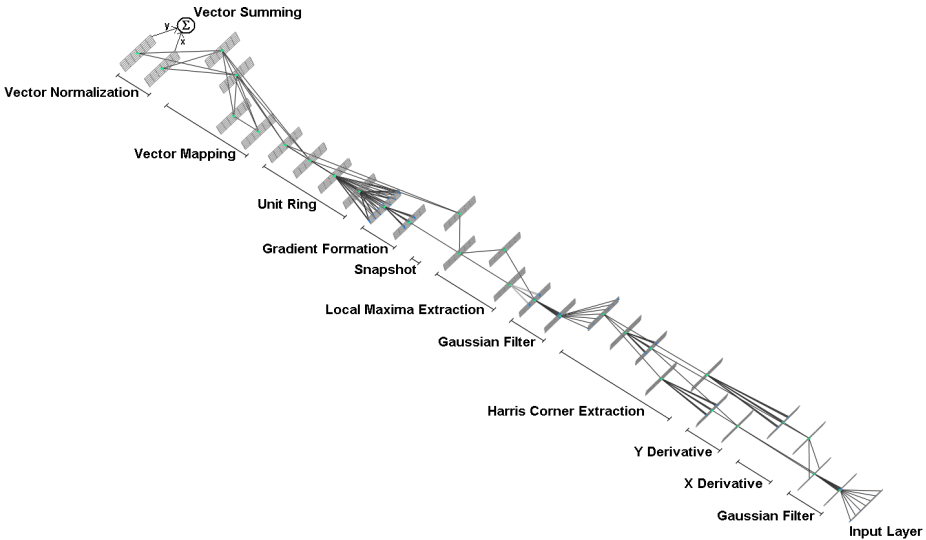 Vector Summing
y
Σ
x
Vector Normalization
Vector Mapping
Unit Ring
Gradient Formation
Snapshot
Local Maxima Extraction
Gaussian Filter
Harris Corner Extraction
Y Derivative
X Derivative
Gaussian Filter
Input Layer